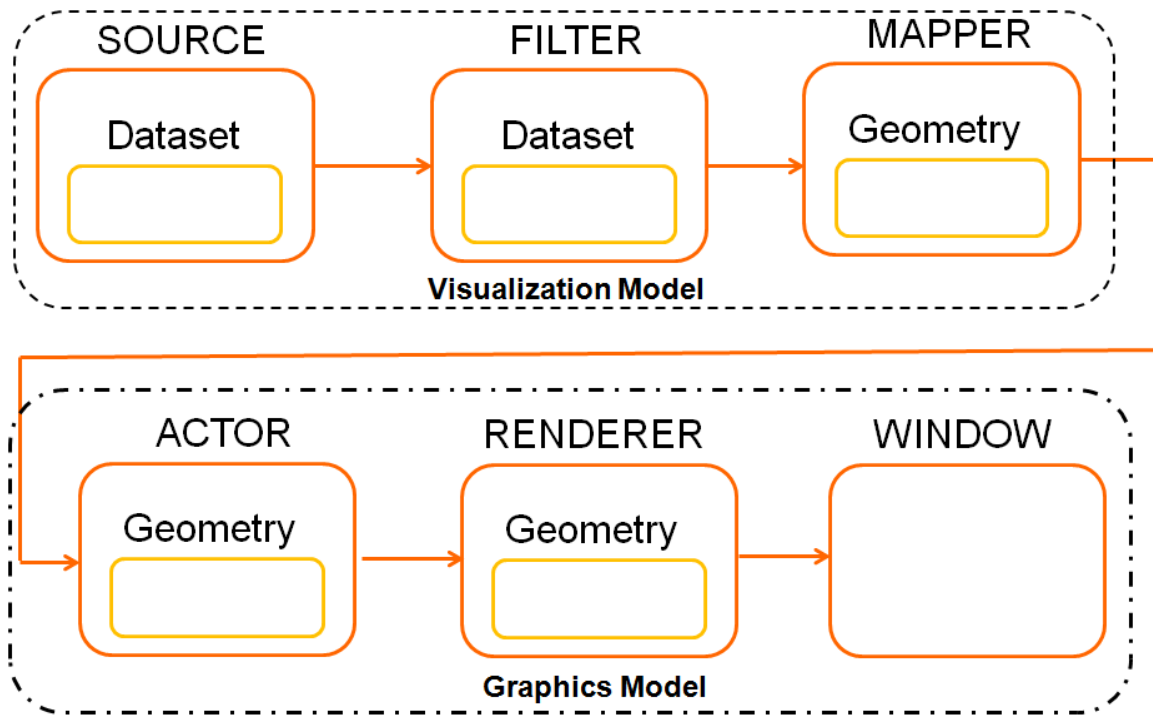 SOURCE
FILTER
MAPPER
Dataset
Dataset
Geometry
Visualization Model
ACTOR
RENDERER
WINDOW
Geometry
Geometry
Graphics Model